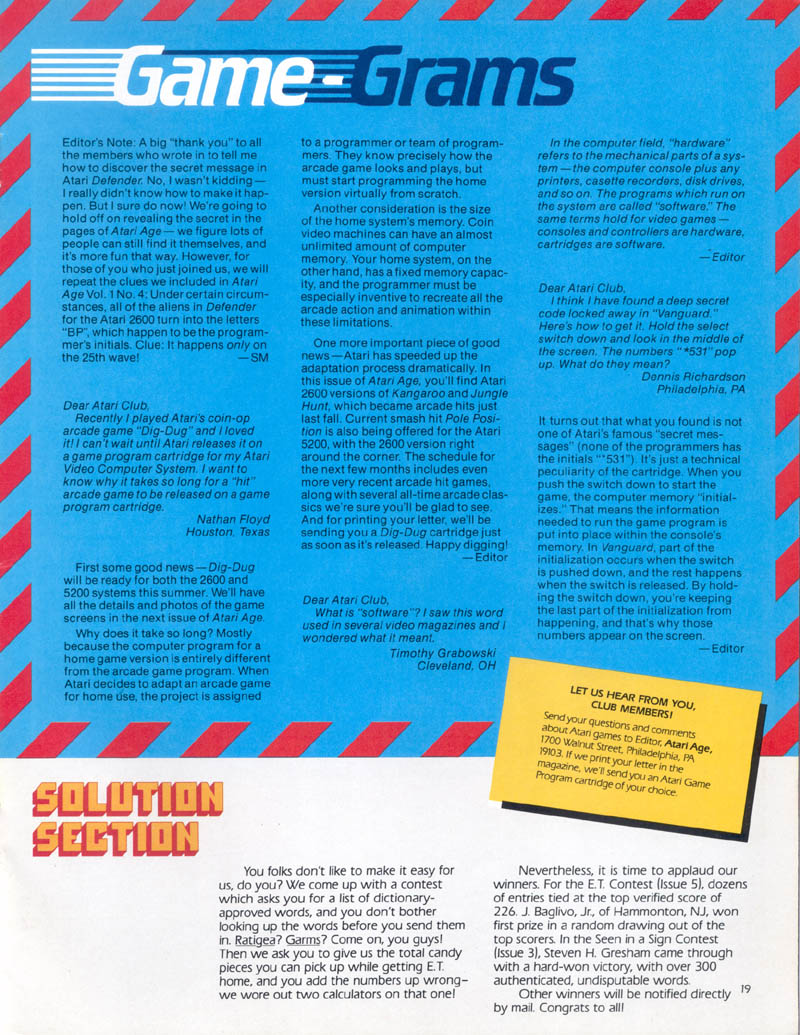 Game-Grams
Editor's Note: A big "thank you" to all
the members who wrote in to tell me
how to discover the secret message in
Atari Defender. No, I wasn't kidding—
I really didn't know how to make it hap-
pen. But I sure do now! We're going to
hold off on revealing the secret in the
pages of Atari Age—we figure lots of
people can still find it themselves, and
it's more fun that way. However, for
those of you who just joined us, we will
repeat the clues we included in Atari
Age Vol. 1 No. 4: Under certain circum-
stances, all of the aliens in Defender
for the Atari 2600 turn into the letters
"BP", which happen to be the program-
mer's initials. Clue: It happens only on
the 25th wave! —SM
Dear Atari Club,
Recently I played Atari's coin-op
arcade game "Dig-Dug" and I loved
it! I can't wait until Atari releases it on
a game program cartridge for my Atari
Video Computer System. I want to
know why it takes so long for a "hit"
arcade game to be released on a game
program cartridge.
Nathan Floyd
Houston, Texas
First some good news—Dig-Dug
will be ready for both the 2600 and
5200 systems this summer. We'll have
all the details and photos of the game
screens in the next issue of Atari Age.
Why does it take so long? Mostly
because the computer program for a
home game version is entirely different
from the arcade game program. When
Atari decides to adapt an arcade game
for home use, the project is assigned
to a programmer or team of program-
mers. They know precisely how the
arcade game looks and plays, but
must start programming the home
version virtually from scratch.
Another consideration is the size
of the home system's memory. Coin
video machines can have an almost
unlimited amount of computer
memory. Your home system, on the
other hand, has a fixed memory capac-
ity, and the programmer must be
especially inventive to recreate all the
arcade action and animation within
these limitations.
One more important piece of good
news—Atari has speeded up the
adaptation process dramatically. In
this issue of Atari Age, you'll find Atari
2600 versions of Kangaroo and Jungle
Hunt, which became arcade hits just
last fall. Current smash hit Pole Posi-
tion is also being offered for the Atari
5200, with the 2600 version right
around the corner. The schedule for
the next few months includes even
more very recent arcade hit games,
along with several all-time arcade clas-
sics we're sure you'll be glad to see.
And for printing your letter, we'll be
sending you a Dig-Dug cartridge just
as soon as it's released. Happy digging!
—Editor
Dear Atari Club,
What is "software"? I saw this word
used in several video magazines and I
wondered what it meant.
Timothy Grabowski
Cleveland, OH
In the computer field, "hardware"
refers to the mechanical parts of a sys-
tem—the computer console plus any
printers, casette recorders, disk drives,
and so on. The programs which run on
the system are called "software." The
same terms hold for video games—
consoles and controllers are hardware,
cartridges are software.
—Editor
Dear Atari Club,
I think I have found a deep secret
code locked away in "Vanguard."
Here's how to get it. Hold the select
switch down and look in the middle of
the screen. The numbers "*531" pop
up. What do they mean?
Dennis Richardson
Philadelphia, PA
It turns out that what you found is not
one of Atari's famous "secret mes-
sages" (none of the programmers has
the initials "*531"). It's just a technical
peculiarity of the cartridge. When you
push the switch down to start the
game, the computer memory "initial-
izes." That means the information
needed to run the game program is
put into place within the console's
memory. In Vanguard, part of the
initialization occurs when the switch
is pushed down, and the rest happens
when the switch is released. By hold-
ing the switch down, you're keeping
the last part of the initialization from
happening, and that's why those
numbers appear on the screen.
—Editor
LET US HEAR FROM YOU,
CLUB MEMBERS!
Send your questions and comments
about Atari games to Editor, Atari Age,
1700 Walnut Street, Philadelphia, PA
19103. If we print your letter in the
magazine, we'll send you an Atari Game
Program cartridge of your choice.
SOLUTION
SECTION
You folks don't like to make it easy for
us, do you? We come up with a contest
which asks you for a list of dictionary-
approved words, and you don't bother
looking up the words before you send them
in. Ratigea? Garms? Come on, you guys!
Then we ask you to give us the total candy
pieces you can pick up while getting E.T.
home, and you add the numbers up wrong–
we wore out two calculators on that one!
Nevertheless, it is time to applaud our
winners. For the E.T. Contest (Issue 5), dozens
of entries tied at the top verified score of
226. J. Baglivo, Jr., of Hammonton, NJ, won
first prize in a random drawing out of the
top scorers. In the Seen in a Sign Contest
(Issue 3), Steven H. Gresham came through
with a hard-won victory, with over 300
authenticated, undisputable words.
Other winners will be notified directly
by mail. Congrats to all!
19